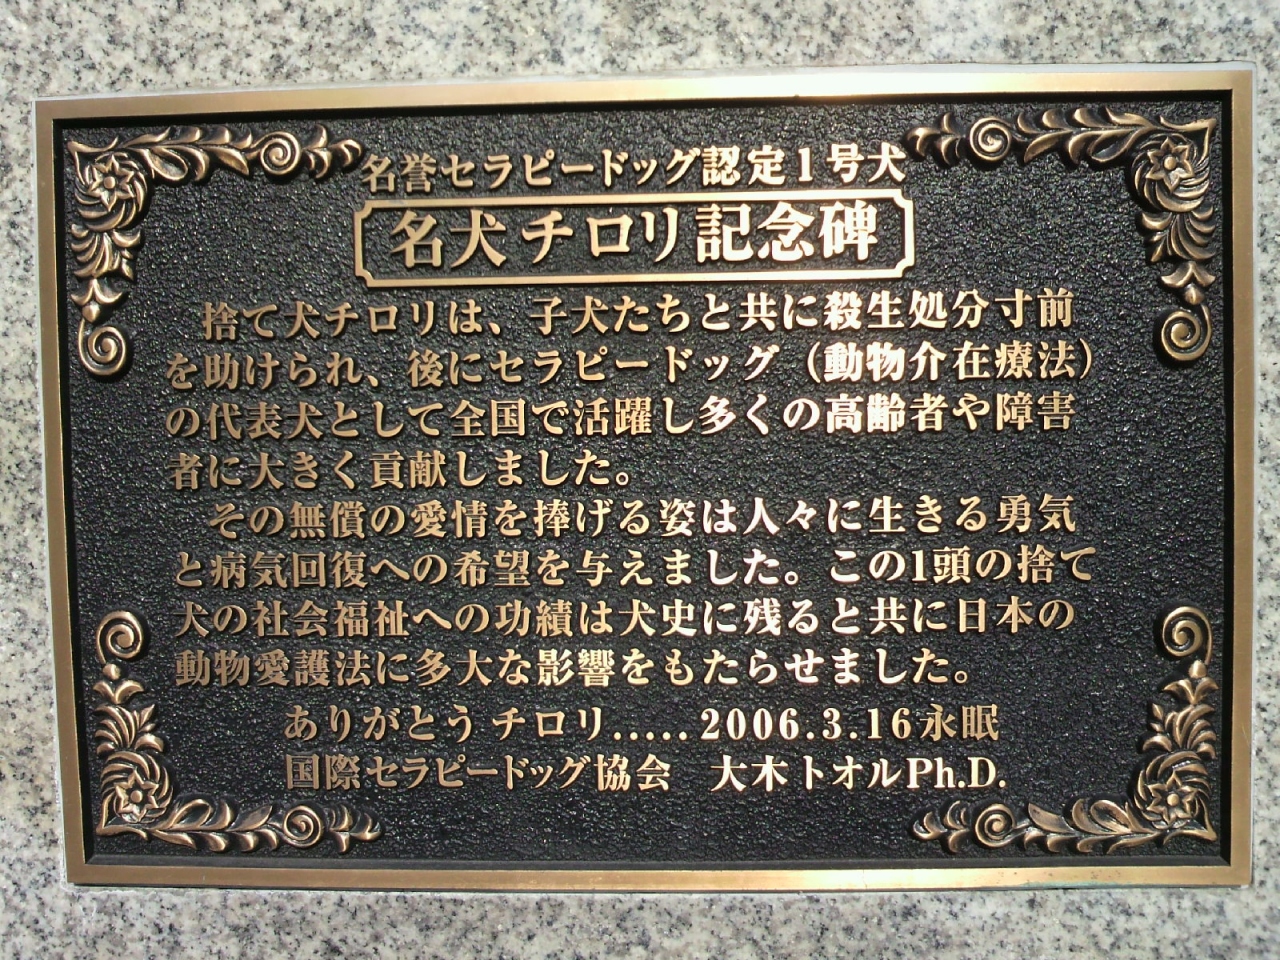 名誉セラピードッグ認定1号犬
名犬チロリ記念碑
捨て犬チロリは、子犬たちと共に殺生処分寸前
を助けられ、後にセラピードッグ（動物介在療法）
の代表犬として全国で活躍し多くの高齢者や障害
者に大きく貢献しました。
その無償の愛情を捧げる姿は人々に生きる勇気
と病気回復への希望を与えました。この1頭の捨て
犬の社会福祉への功績は犬史に残ると共に日本の
動物愛護法に多大な影響をもたらせました。
ありがとう チロリ.....2006.3.16永眠
国際セラピードッグ協会　大木トオルPh.D.